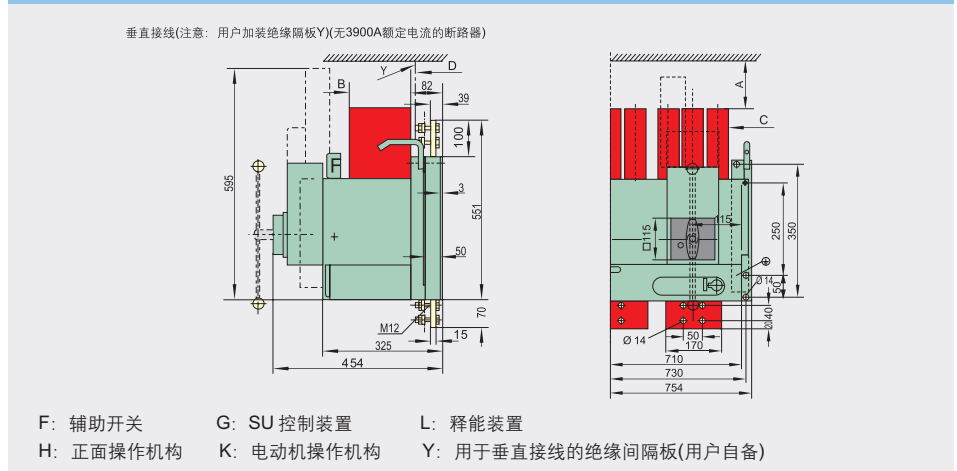 垂直接线(注意: 用户加装绝缘隔板Y)(无3900A额定电流的断路器)
Y
D
B
82
39
100
F
595
3
551
50
M12
70
15
325
454
A
C
115
□115
250
350
Ø 14
50
40
20
Ø 14
50
170
710
730
754
F: 辅助开关 G: SU 控制装置 L: 释能装置
H: 正面操作机构 K: 电动机操作机构 Y: 用于垂直接线的绝缘间隔板(用户自备)